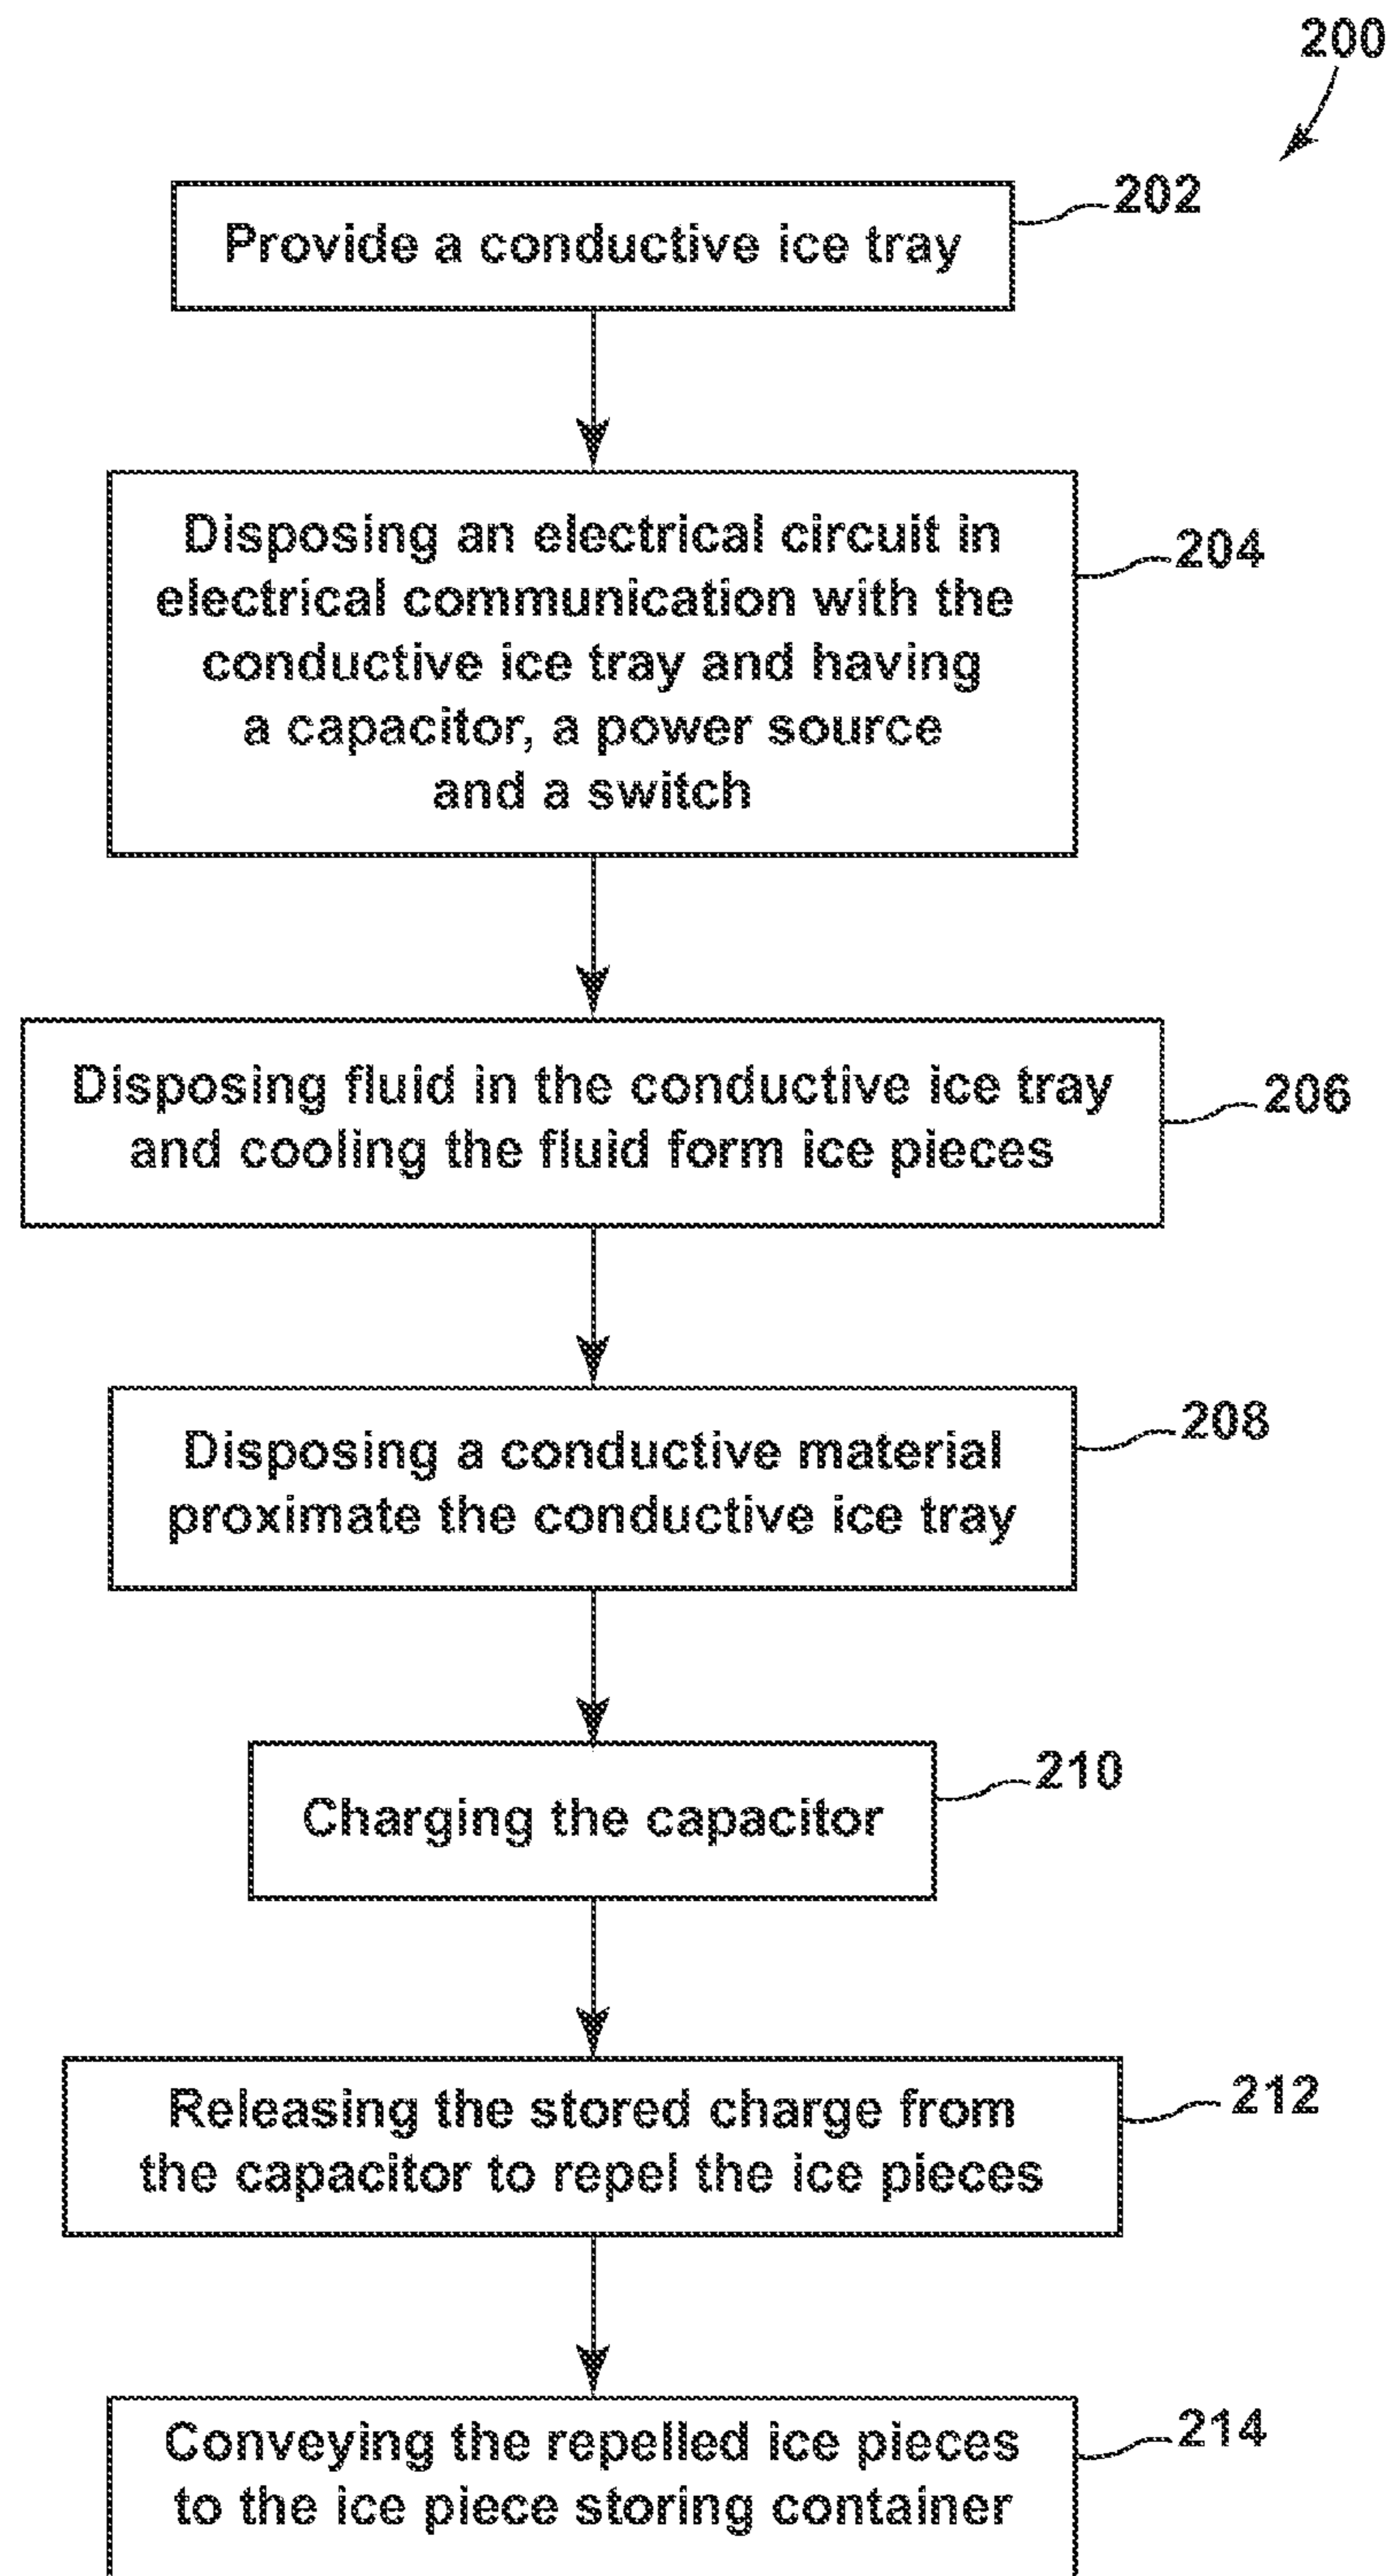 200
Provide a conductive ice tray
202
Disposing an electrical circuit in
electrical communication with the
conductive ice tray and having
a capacitor, a power source
and a switch
204
Disposing fluid in the conductive ice tray
and cooling the fluid form ice pieces
206
Disposing a conductive material
proximate the conductive ice tray
208
Charging the capacitor
210
Releasing the stored charge from
the capacitor to repel the ice pieces
212
Conveying the repelled ice pieces
to the ice piece storing container
214